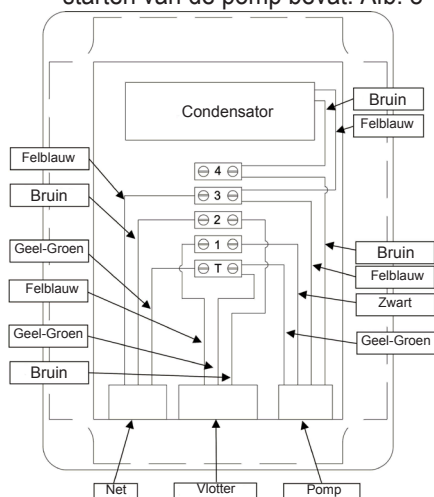 starten van de pomp bevat. Afb. 8
Condensator
Bruin
Felblauw
Felblauw
Bruin
Geel-Groen
Felblauw
Geel-Groen
Bruin
4
3
2
1
T
Bruin
Felblauw
Zwart
Geel-Groen
Net
Vlotter
Pomp